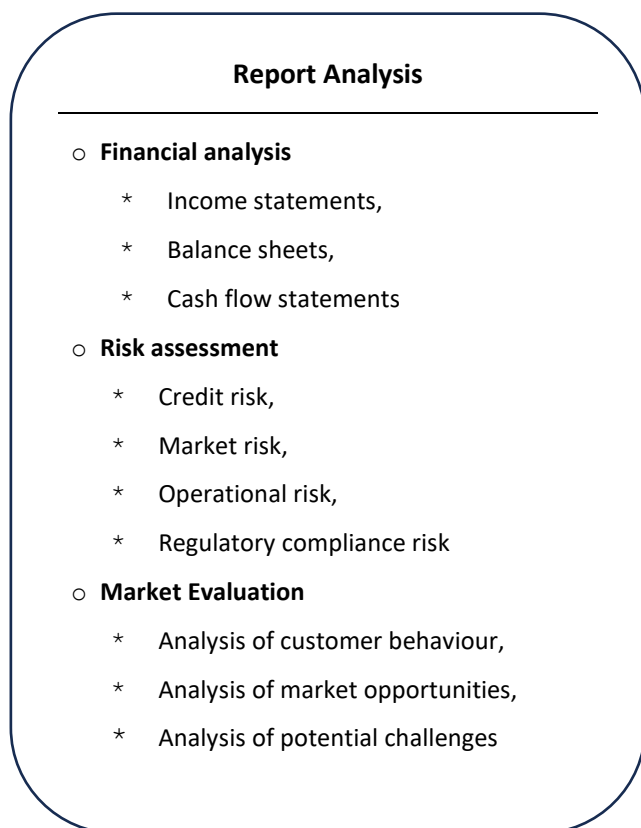 Report Analysis
○ Financial analysis
* Income statements,
* Balance sheets,
* Cash flow statements
○ Risk assessment
* Credit risk,
* Market risk,
* Operational risk,
* Regulatory compliance risk
○ Market Evaluation
* Analysis of customer behaviour,
* Analysis of market opportunities,
* Analysis of potential challenges